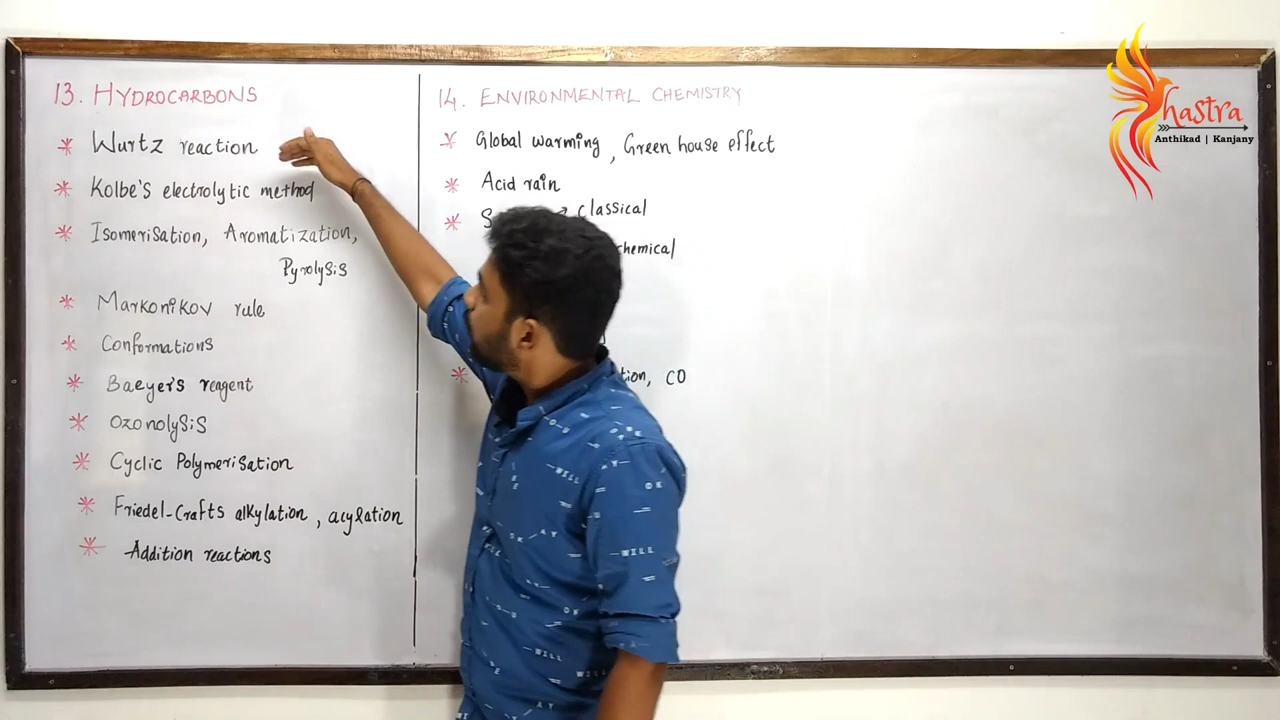 13. HYDROCARBONS
* Wurtz reaction
* Kolbe's electrolytic method
* Isomerisation, Aromatization,
Pyrolysis
* Markonikov rule
* Conformations
* Baeyer's reagent
* Ozonolysis
* Cyclic Polymerisation
* Friedel-Crafts alkylation, acylation
* Addition reactions
14. ENVIRONMENTAL CHEMISTRY
* Global warming, Green house effect
* Acid rain
* S classical
chemical
* tion, CO
hastra
Anthikad | Kanjany